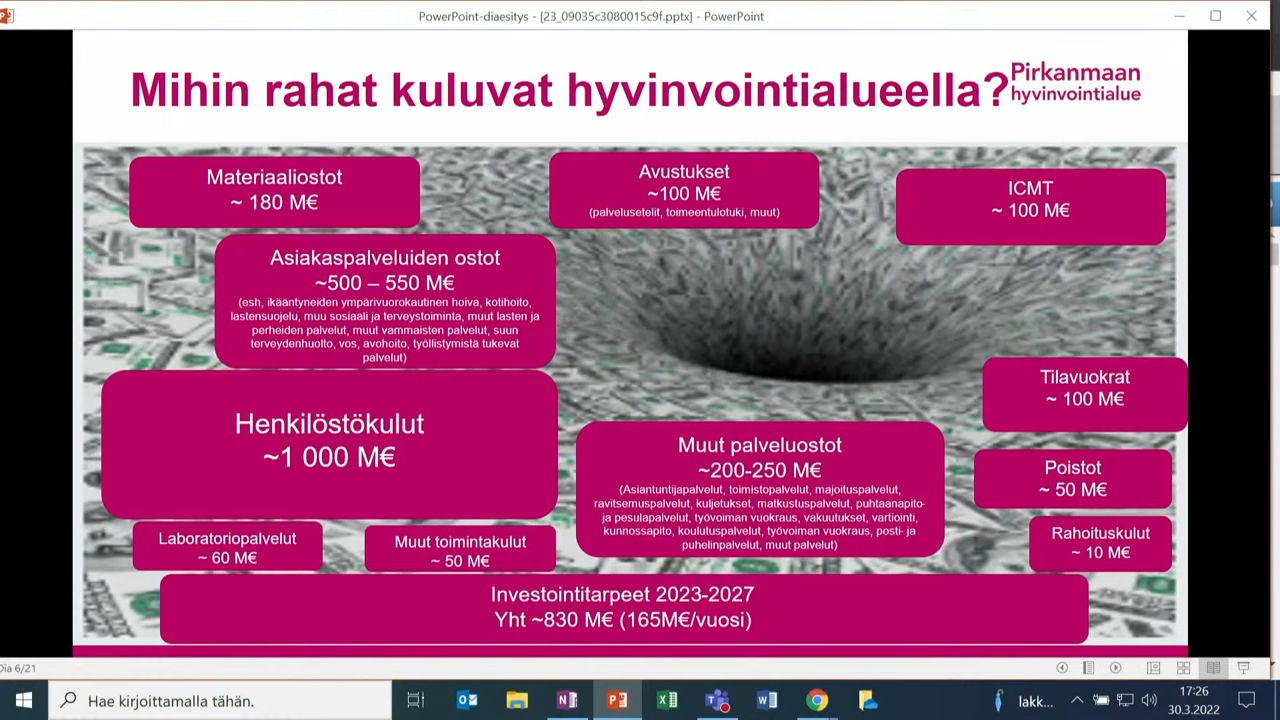 PowerPoint-diaesitys - [23_09035c3080015c9f.pptx] - PowerPoint
Mihin rahat kuluvat hyvinvointialueella?
Pirkanmaan
hyvinvointialue
Materiaaliostot
~ 180 M€
Avustukset
~100 M€
(palvelusetelit, toimeentulotuki, muut)
ICMT
~ 100 M€
Asiakaspalveluiden ostot
~500 – 550 M€
(esh, ikääntyneiden ympärivuorokautinen hoiva, kotihoito,
lastensuojelu, muu sosiaali ja terveystoiminta, muut lasten ja
perheiden palvelut, muut vammaisten palvelut, suun
terveydenhuolto, vos, avohoito, työllistymistä tukevat
palvelut)
Henkilöstökulut
~1 000 M€
Muut palveluostot
~200-250 M€
(Asiantuntijapalvelut, toimistopalvelut, majoituspalvelut,
ravitsemuspalvelut, kuljetukset, matkustuspalvelut, puhtaanapito-
ja pesulapalvelut, työvoiman vuokraus, vakuutukset, vartiointi,
kunnossapito, koulutuspalvelut, työvoiman vuokraus, posti- ja
puhelinpalvelut, muut palvelut)
Tilavuokrat
~ 100 M€
Poistot
~ 50 M€
Rahoituskulut
~ 10 M€
Laboratoriopalvelut
~ 60 M€
Muut toimintakulut
~ 50 M€
Investointitarpeet 2023-2027
Yht ~830 M€ (165M€/vuosi)
Dia 6/21
Hae kirjoittamalla tähän.
lakk...
17:26
30.3.2022